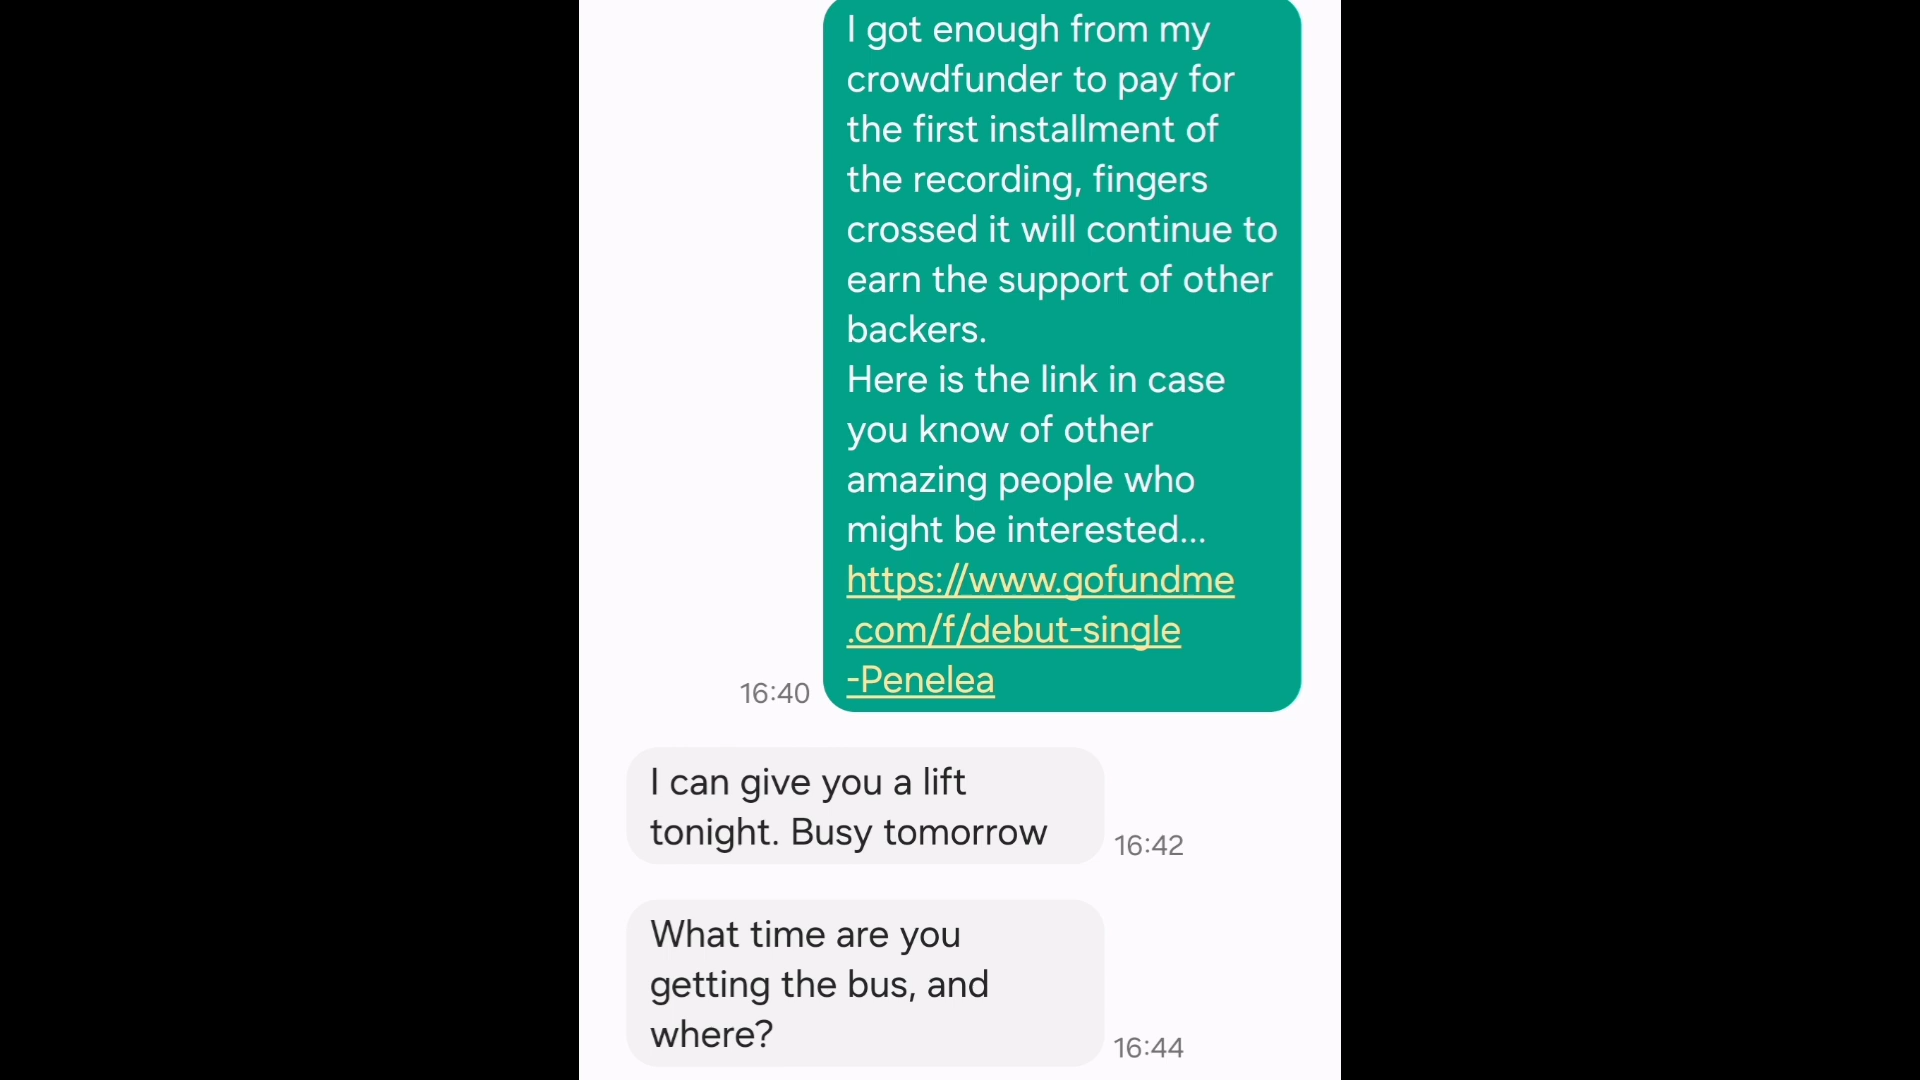 I got enough from my
crowdfunder to pay for
the first installment of
the recording, fingers
crossed it will continue to
earn the support of other
backers.
Here is the link in case
you know of other
amazing people who
might be interested...
https://www.gofundme
.com/f/debut-single
-Penelea
16:40
I can give you a lift
tonight. Busy tomorrow
16:42
What time are you
getting the bus, and
where?
16:44